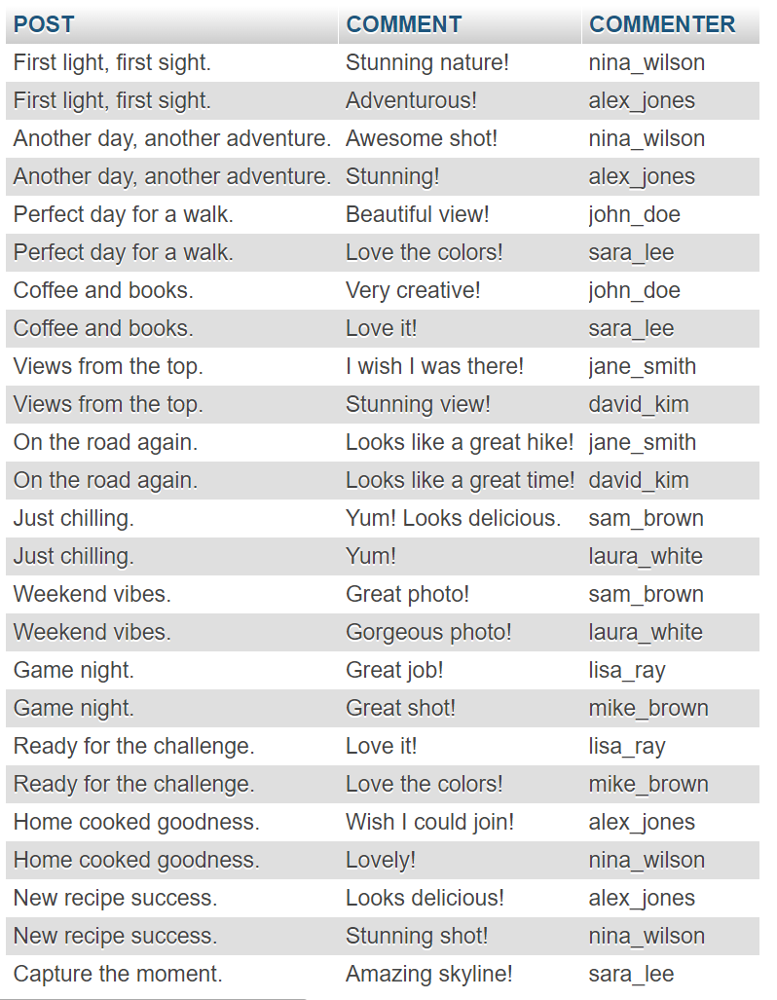 POST COMMENT COMMENTER
First light, first sight. Stunning nature! nina_wilson
First light, first sight. Adventurous! alex_jones
Another day, another adventure. Awesome shot! nina_wilson
Another day, another adventure. Stunning! alex_jones
Perfect day for a walk. Beautiful view! john_doe
Perfect day for a walk. Love the colors! sara_lee
Coffee and books. Very creative! john_doe
Coffee and books. Love it! sara_lee
Views from the top. I wish I was there! jane_smith
Views from the top. Stunning view! david_kim
On the road again. Looks like a great hike! jane_smith
On the road again. Looks like a great time! david_kim
Just chilling. Yum! Looks delicious. sam_brown
Just chilling. Yum! laura_white
Weekend vibes. Great photo! sam_brown
Weekend vibes. Gorgeous photo! laura_white
Game night. Great job! lisa_ray
Game night. Great shot! mike_brown
Ready for the challenge. Love it! lisa_ray
Ready for the challenge. Love the colors! mike_brown
Home cooked goodness. Wish I could join! alex_jones
Home cooked goodness. Lovely! nina_wilson
New recipe success. Looks delicious! alex_jones
New recipe success. Stunning shot! nina_wilson
Capture the moment. Amazing skyline! sara_lee